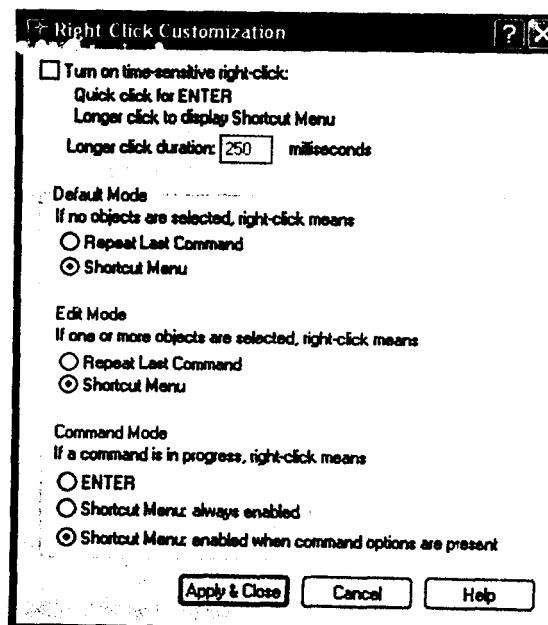 Right Click Customization
Turn on time-sensitive right-click:
Quick click for ENTER
Longer click to display Shortcut Menu
Longer click duration: 250 milliseconds
Default Mode
If no objects are selected, right-click means
Repeat Last Command
Shortcut Menu
Edit Mode
If one or more objects are selected, right-click means
Repeat Last Command
Shortcut Menu
Command Mode
If a command is in progress, right-click means
ENTER
Shortcut Menu: always enabled
Shortcut Menu: enabled when command options are present
Apply & Close Cancel Help